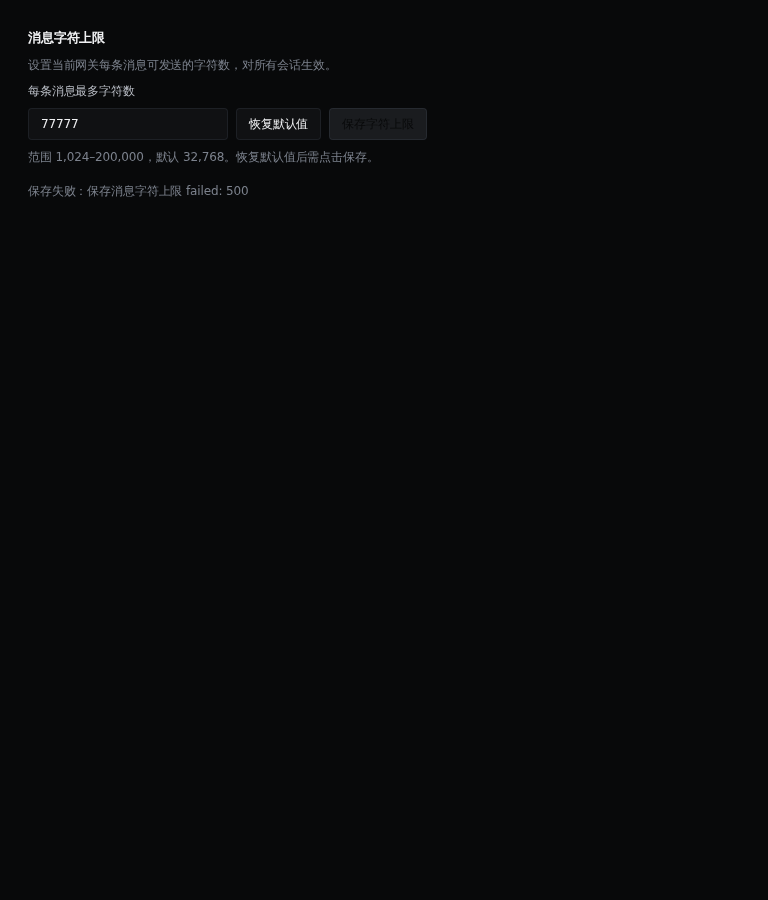 消息字符上限
设置当前网关每条消息可发送的字符数，对所有会话生效。
每条消息最多字符数
77777 恢复默认值 保存字符上限
范围 1,024–200,000，默认 32,768。恢复默认值后需点击保存。
保存失败：保存消息字符上限 failed: 500